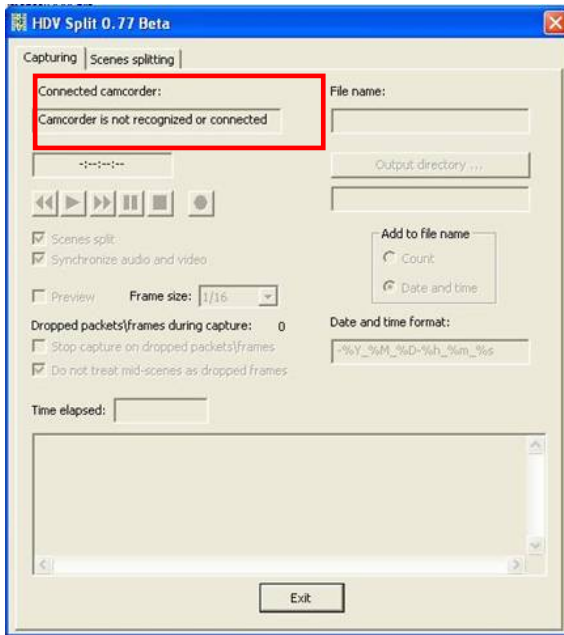 HDV Split 0.77 Beta
Capturing
Scenes splitting
Connected camcorder:
Camcorder is not recognized or connected
File name:
-:--:--:--
Output directory ...
Scenes split
Synchronize audio and video
Add to file name
Count
Date and time
Preview
Frame size: 1/16
Dropped packets\frames during capture: 0
Stop capture on dropped packets\frames
Do not treat mid-scenes as dropped frames
Date and time format:
-%Y_%M_%D-%h_%m_%s
Time elapsed:
Exit